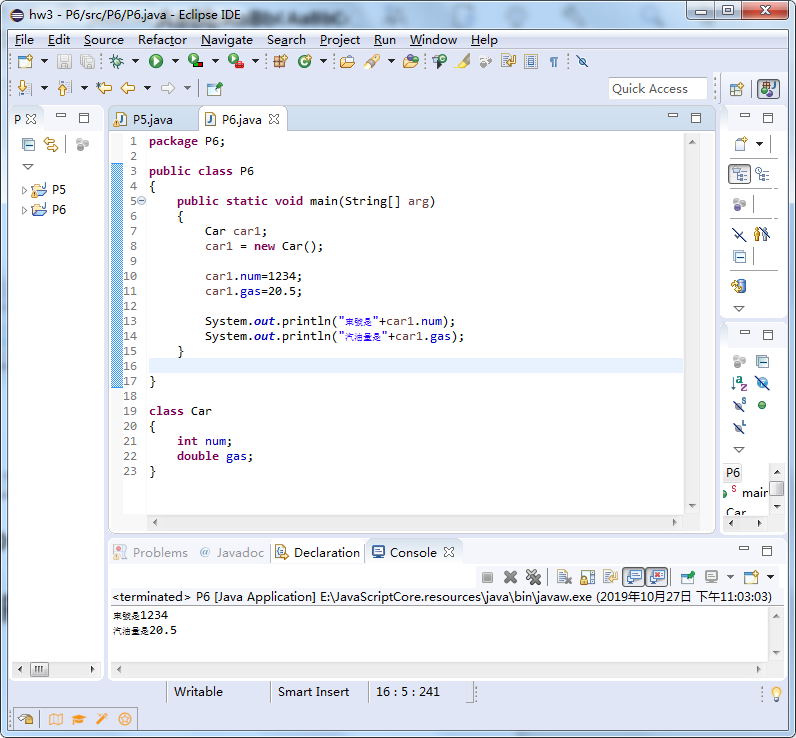 hw3 - P6/src/P6/P6.java - Eclipse IDE
File Edit Source Refactor Navigate Search Project Run Window Help
Quick Access
P
P5.java P6.java
P5
P6
1 package P6;
2
3 public class P6
4 {
5 public static void main(String[] arg)
6 {
7 Car car1;
8 car1 = new Car();
9
10 car1.num=1234;
11 car1.gas=20.5;
12
13 System.out.println("車號是"+car1.num);
14 System.out.println("汽油量是"+car1.gas);
15 }
16
17 }
18
19 class Car
20 {
21 int num;
22 double gas;
23 }
P6
main
Car
Problems @ Javadoc Declaration Console
<terminated> P6 [Java Application] E:\JavaScriptCore.resources\java\bin\javaw.exe (2019年10月27日 下午11:03:03)
車號是1234
汽油量是20.5
Writable Smart Insert 16 : 5 : 241